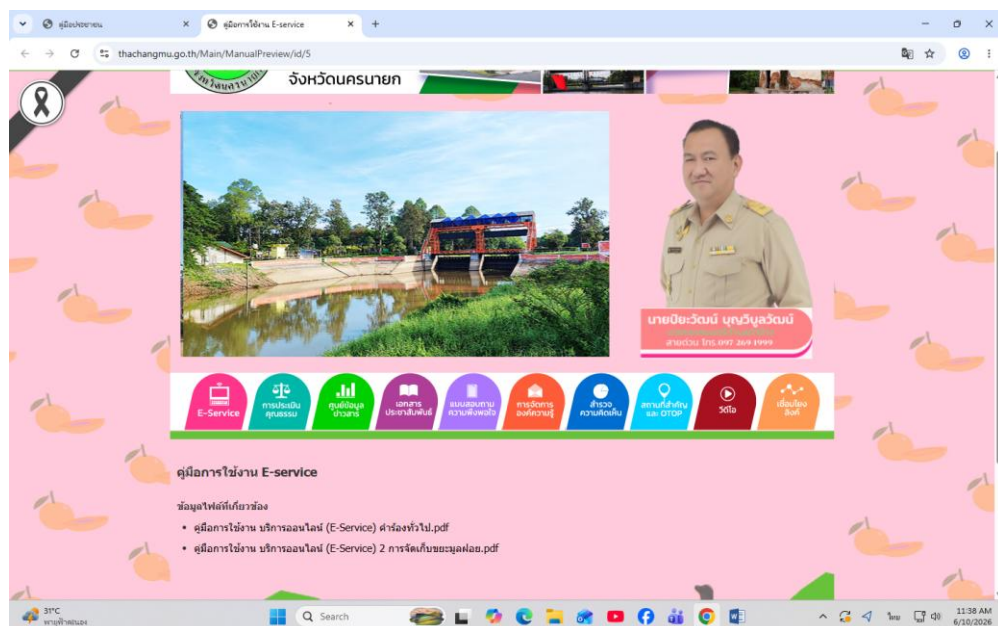 คู่มือประชาชน
คู่มือการใช้งาน E-service
thachangmu.go.th/Main/ManualPreview/id/5
จังหวัดนครนายก
นายปิยะวัฒน์ บุญวิบูลวัฒน์
สายด่วน โทร.097 269 1999
E-Service
การประเมิน
คุณธรรม
ศูนย์ข้อมูล
ข่าวสาร
เอกสาร
ประชาสัมพันธ์
แบบสอบถาม
ความพึงพอใจ
การจัดการ
องค์ความรู้
สำรวจ
ความคิดเห็น
สถานที่สำคัญ
และ OTOP
วิดีโอ
เชื่อมโยง
ลิงค์
คู่มือการใช้งาน E-service
ข้อมูลไฟล์ที่เกี่ยวข้อง
• คู่มือการใช้งาน บริการออนไลน์ (E-Service) คำร้องทั่วไป.pdf
• คู่มือการใช้งาน บริการออนไลน์ (E-Service) 2 การจัดเก็บขยะมูลฝอย.pdf
31°C
พายุฟ้าคะนอง
Search
ไทย
11:38 AM
6/10/2026